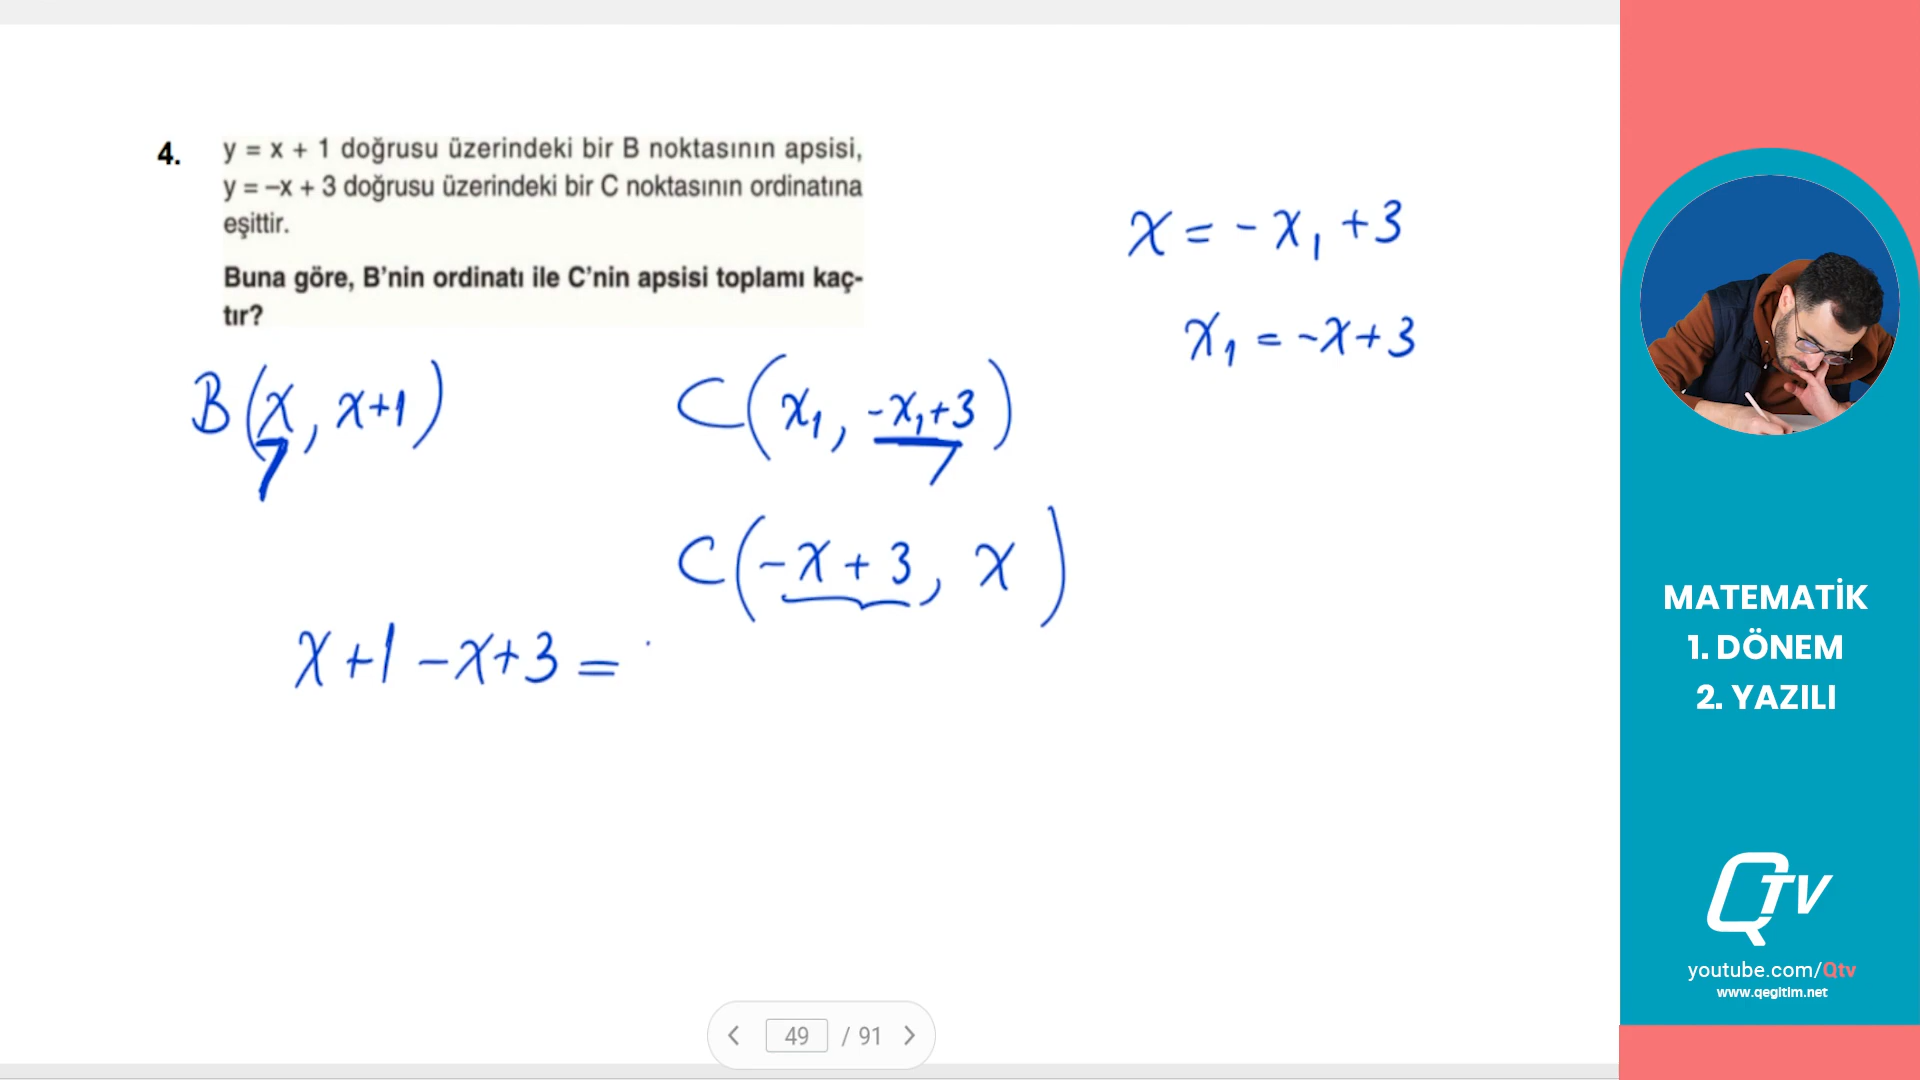 4. y = x + 1 doğrusu üzerindeki bir B noktasının apsisi,
y = –x + 3 doğrusu üzerindeki bir C noktasının ordinatına
eşittir.
Buna göre, B'nin ordinatı ile C'nin apsisi toplamı kaç-
tır?
x = -x₁ + 3
x₁ = -x + 3
B(x, x+1)
7
C(x₁, -x₁+3)
7
C(-x + 3, x)
x + 1 - x + 3 =
MATEMATİK
1. DÖNEM
2. YAZILI
QTV
youtube.com/Qtv
www.qegitim.net
49 / 91